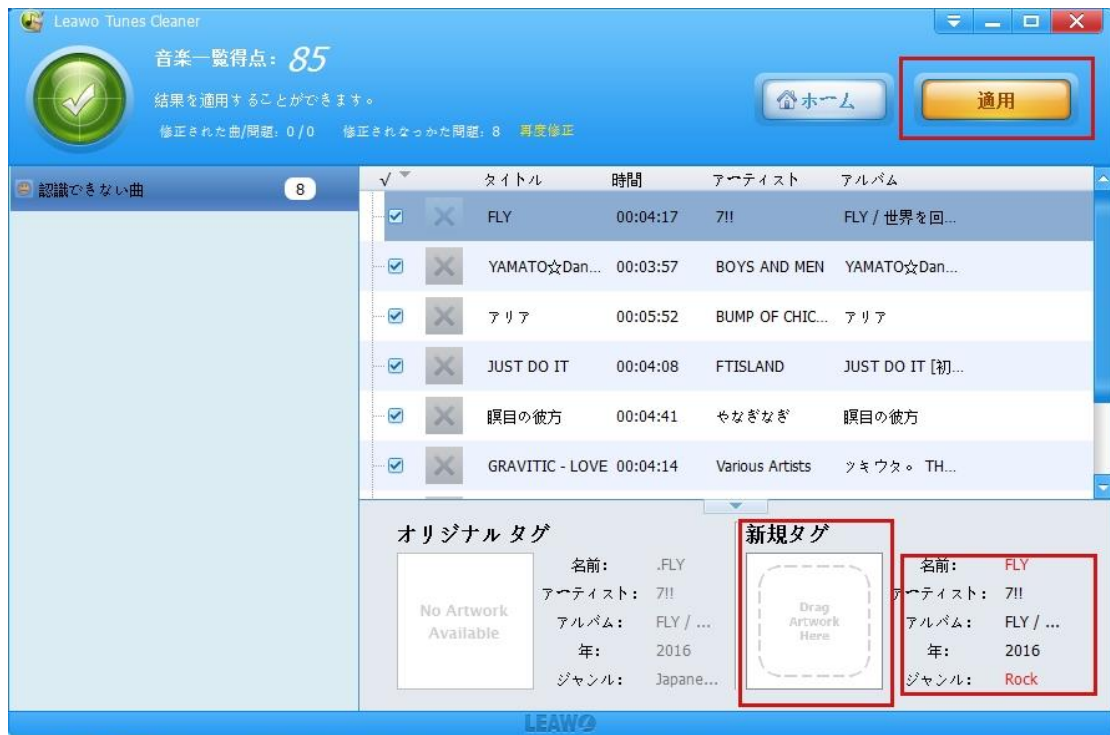 Leawo Tunes Cleaner
音楽一覧得点: 85
結果を適用することができます。
修正された曲/問題: 0/0 修正されなっかた問題: 8 再度修正
ホーム
適用
認識できない曲 8
√ タイトル 時間 アーティスト アルバム
FLY 00:04:17 7!! FLY / 世界を回...
YAMATO☆Dan... 00:03:57 BOYS AND MEN YAMATO☆Dan...
アリア 00:05:52 BUMP OF CHIC... アリア
JUST DO IT 00:04:08 FTISLAND JUST DO IT [初...
瞑目の彼方 00:04:41 やなぎなぎ 瞑目の彼方
GRAVITIC - LOVE 00:04:14 Various Artists ツキウタ。 TH...
オリジナル タグ
No Artwork
Available
名前: .FLY
アーティスト: 7!!
アルバム: FLY / ...
年: 2016
ジャンル: Japane...
新規タグ
Drag
Artwork
Here
名前: FLY
アーティスト: 7!!
アルバム: FLY / ...
年: 2016
ジャンル: Rock
LEAWO